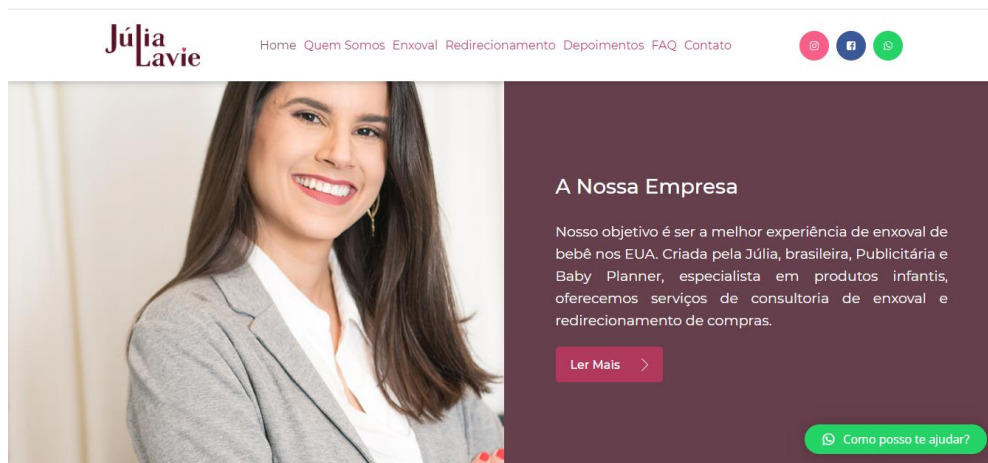 Júlia
Lavie
Home Quem Somos Enxoval Redirecionamento Depoimentos FAQ Contato
A Nossa Empresa
Nosso objetivo é ser a melhor experiência de enxoval de
bebê nos EUA. Criada pela Júlia, brasileira, Publicitária e
Baby Planner, especialista em produtos infantis,
oferecemos serviços de consultoria de enxoval e
redirecionamento de compras.
Ler Mais
Como posso te ajudar?